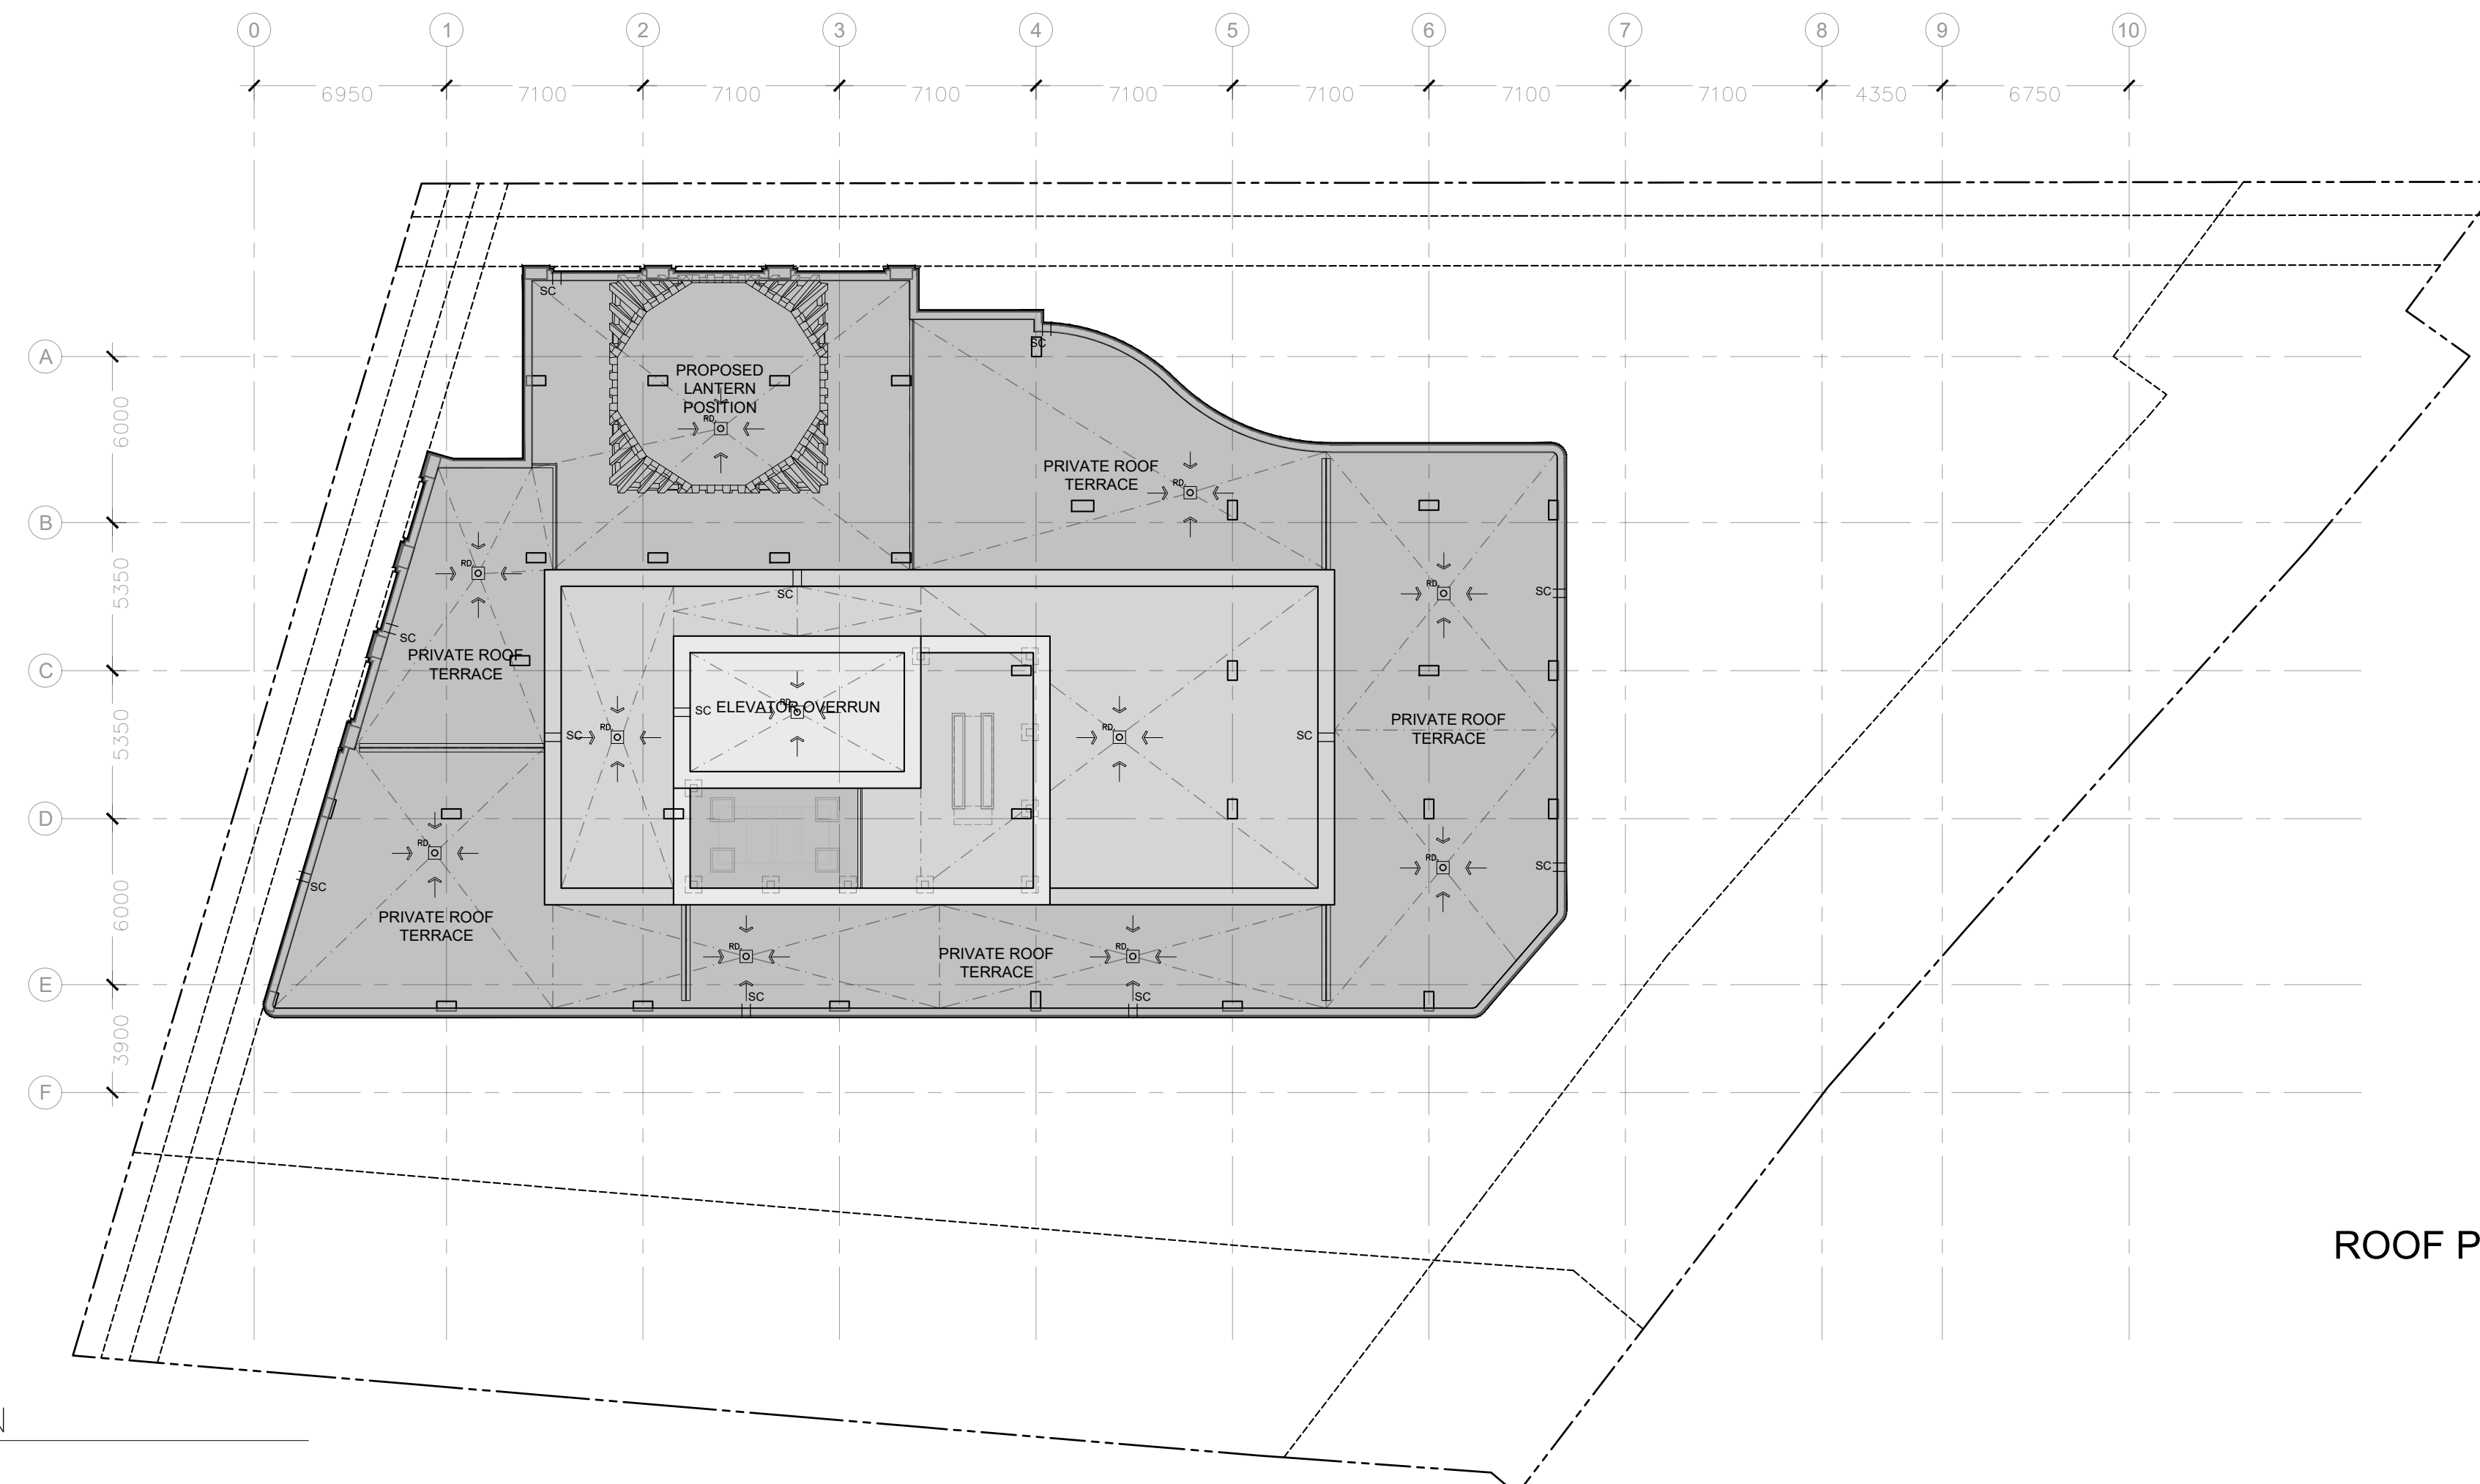 0 1 2 3 4 5 6 7 8 9 10
6950 7100 7100 7100 7100 7100 7100 7100 4350 6750
SC
A
SC
PROPOSED
LANTERN
POSITION
RD.
6000
PRIVATE ROOF
TERRACE
RD.
B
RD.
RD.
5350
SC
SC
SC
PRIVATE ROOF
TERRACE
C
ELEVATOR OVERRUN
RD.
SC
PRIVATE ROOF
TERRACE
5350
RD.
SC
RD.
SC
D
RD.
RD.
SC
SC
6000
PRIVATE ROOF
TERRACE
RD.
RD.
PRIVATE ROOF
TERRACE
E
SC
SC
3900
F
ROOF P
N